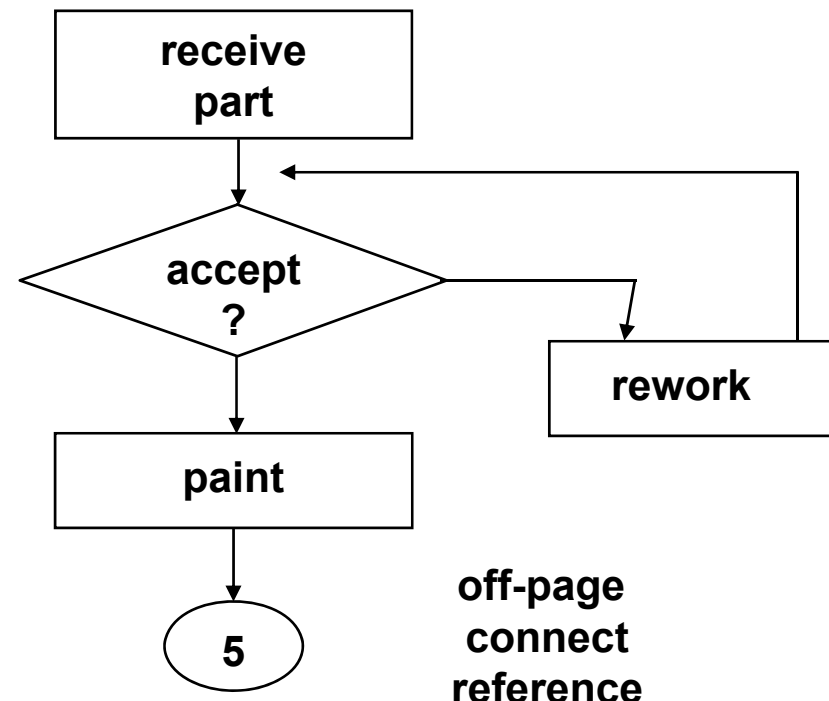 receive
part
accept
?
rework
paint
5
off-page
connect
reference